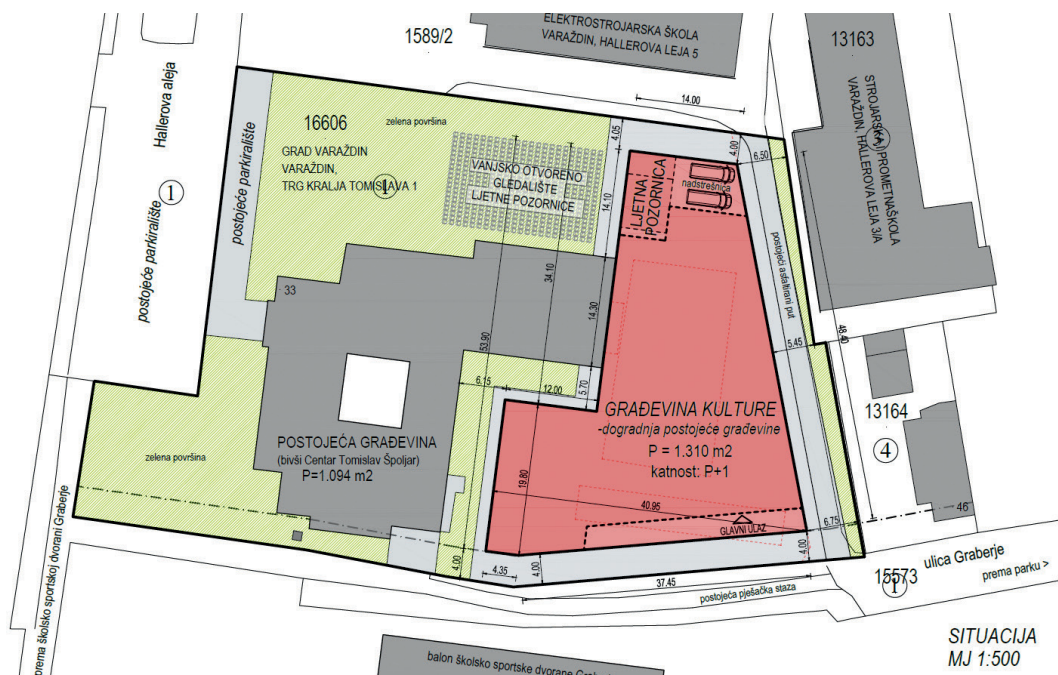 ELEKTROSTROJARSKA ŠKOLA
VARAŽDIN, HALLEROVA LEJA 5
1589/2
13163
STROJARSKA I PROMETNAŠKOLA
VARAŽDIN, HALLEROVA LEJA 3/A
Hallerova aleja
1
postojeće parkiralište
postojeće parkiralište
16606
zelena površina
GRAD VARAŽDIN
VARAŽDIN,
TRG KRALJA TOMISLAVA 1
1
VANJSKO OTVORENO
GLEDALIŠTE
LJETNE POZORNICE
14.00
4.05
4.00
6.50
LJETNA
POZORNICA
nadstrešnica
14.10
34.10
14.30
53.90
postojeći asfaltirani put
48.40
5.45
33
6.15
12.00
5.70
GRAĐEVINA KULTURE
-dogradnja postojeće građevine
P = 1.310 m2
katnost: P+1
13164
4
POSTOJEĆA GRAĐEVINA
(bivši Centar Tomislav Špoljar)
P=1.094 m2
zelena površina
19.80
40.95
GLAVNI ULAZ
6.75
46
4.00
4.35
4.00
4.00
37.45
postojeća pješačka staza
15573
1
ulica Graberje
prema parku >
prema školsko sportskoj dvorani Graberje
balon školsko sportske dvorane
SITUACIJA
MJ 1:500